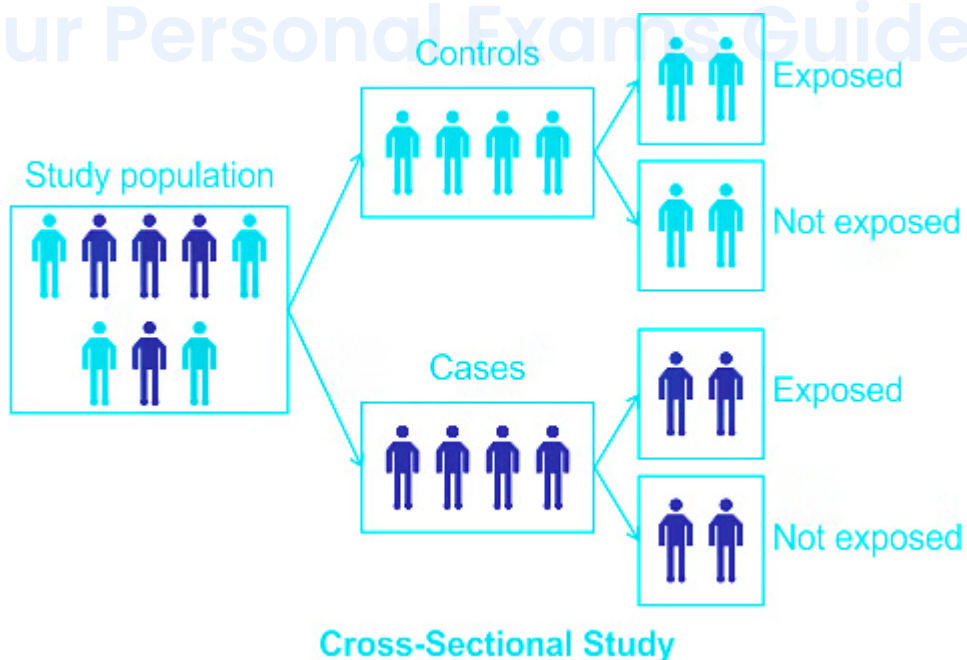 ur Personal Exams Guide
Controls
Exposed
Study population
Not exposed
Cases
Exposed
Not exposed
Cross-Sectional Study